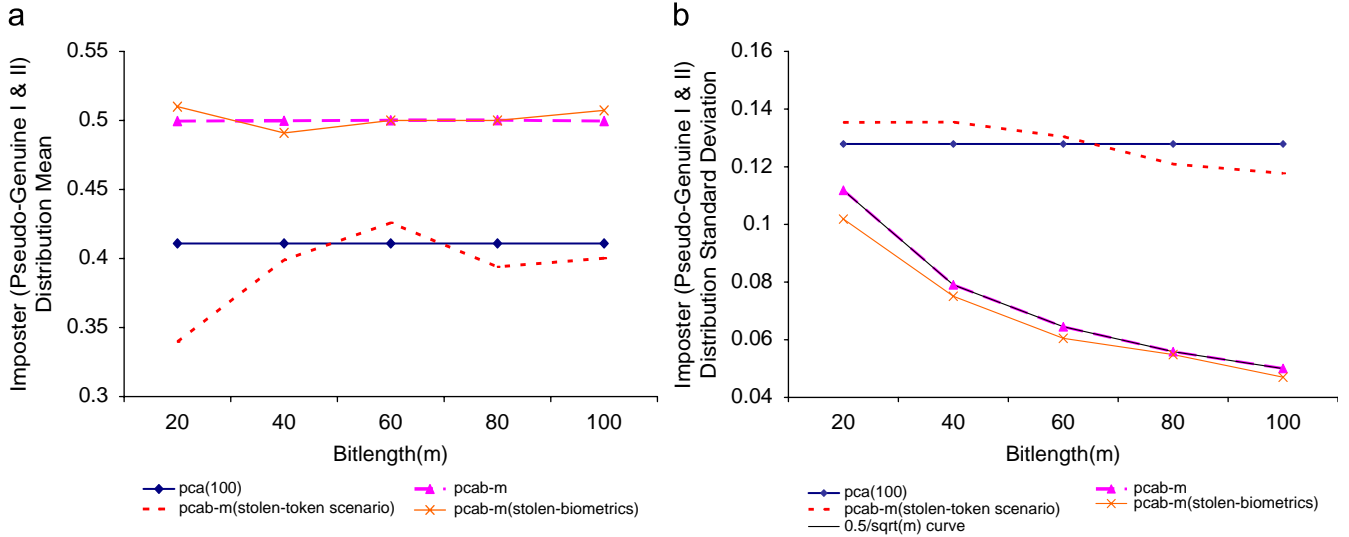 a
Imposter (Pseudo-Genuine I & II)
Distribution Mean
0.55
0.5
0.45
0.4
0.35
0.3
20 40 60 80 100
Bitlength(m)
pca(100)
pcab-m
pcab-m(stolen-token scenario)
pcab-m(stolen-biometrics)
b
Imposter (Pseudo-Genuine I & II)
Distribution Standard Deviation
0.16
0.14
0.12
0.1
0.08
0.06
0.04
20 40 60 80 100
Bitlength(m)
pca(100)
pcab-m
pcab-m(stolen-token scenario)
pcab-m(stolen-biometrics)
0.5/sqrt(m) curve